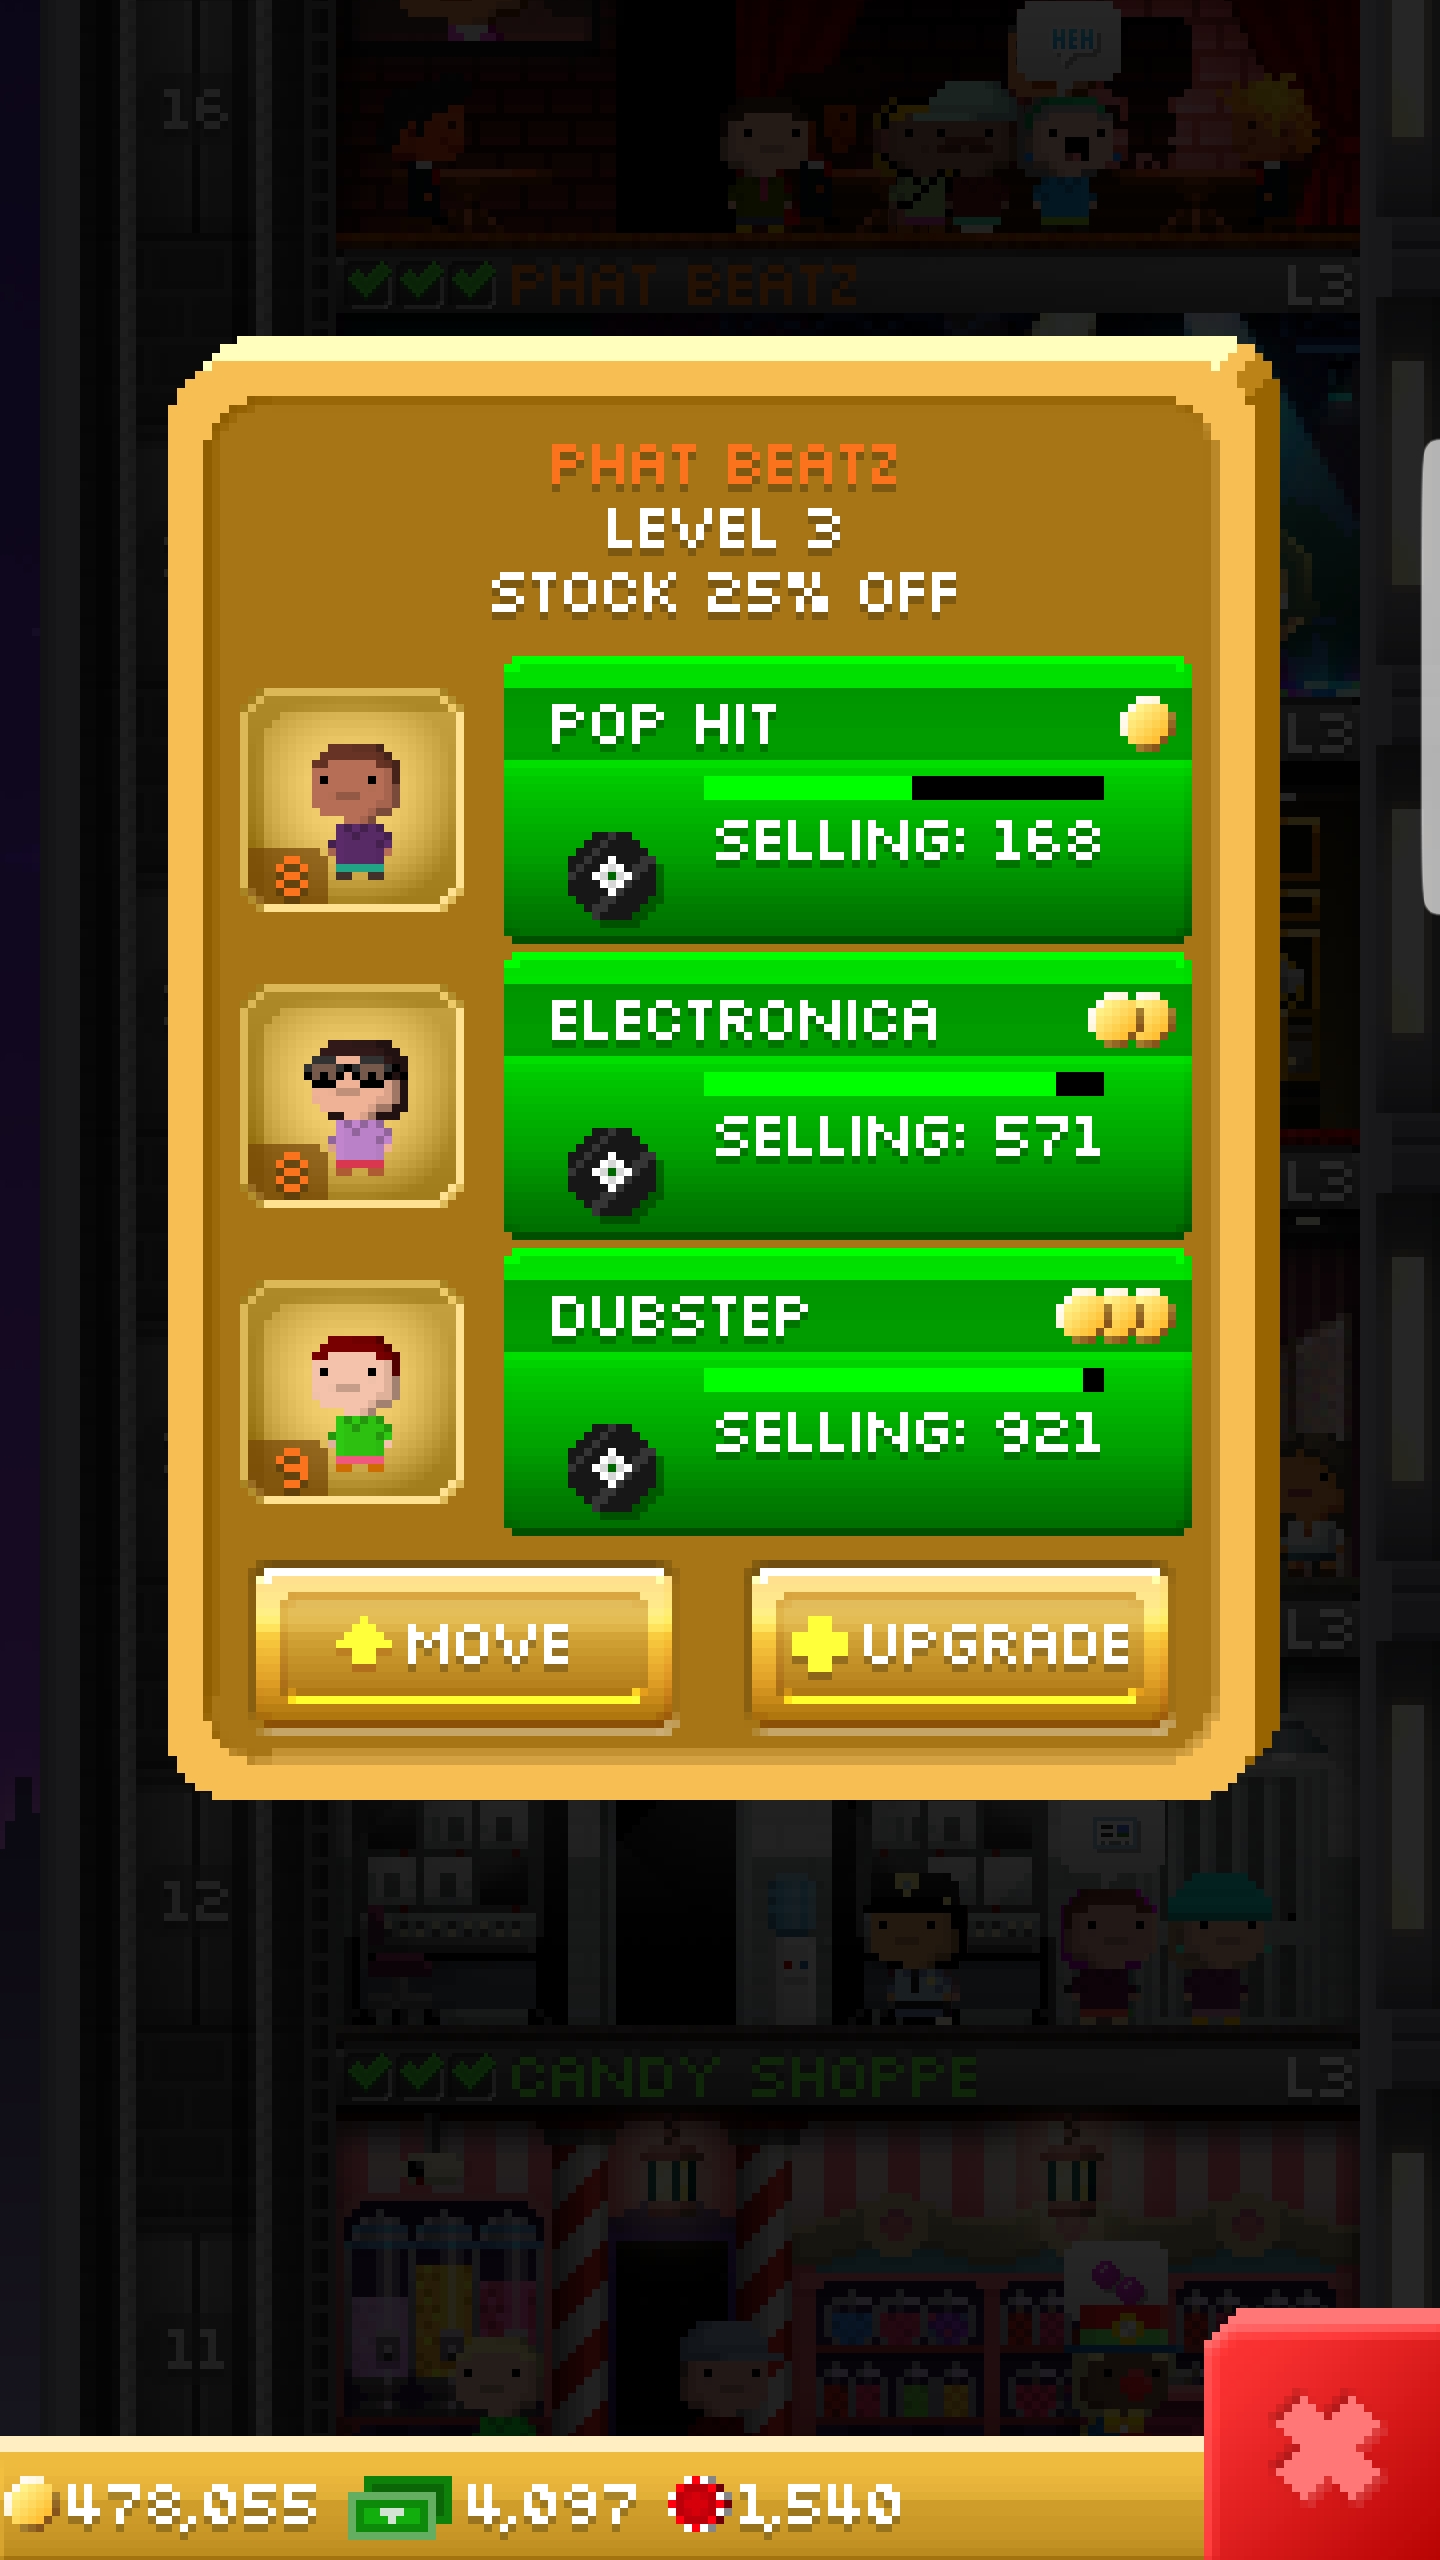 16
HEH
PHAT BEATZ L3
PHAT BEATZ
LEVEL 3
STOCK 25% OFF
L3
POP HIT
SELLING: 168
8
ELECTRONICA
SELLING: 571
8
L3
DUBSTEP
SELLING: 921
9
MOVE
UPGRADE
L3
12
CANDY SHOPPE L3
11
478,055 4,097 1,540